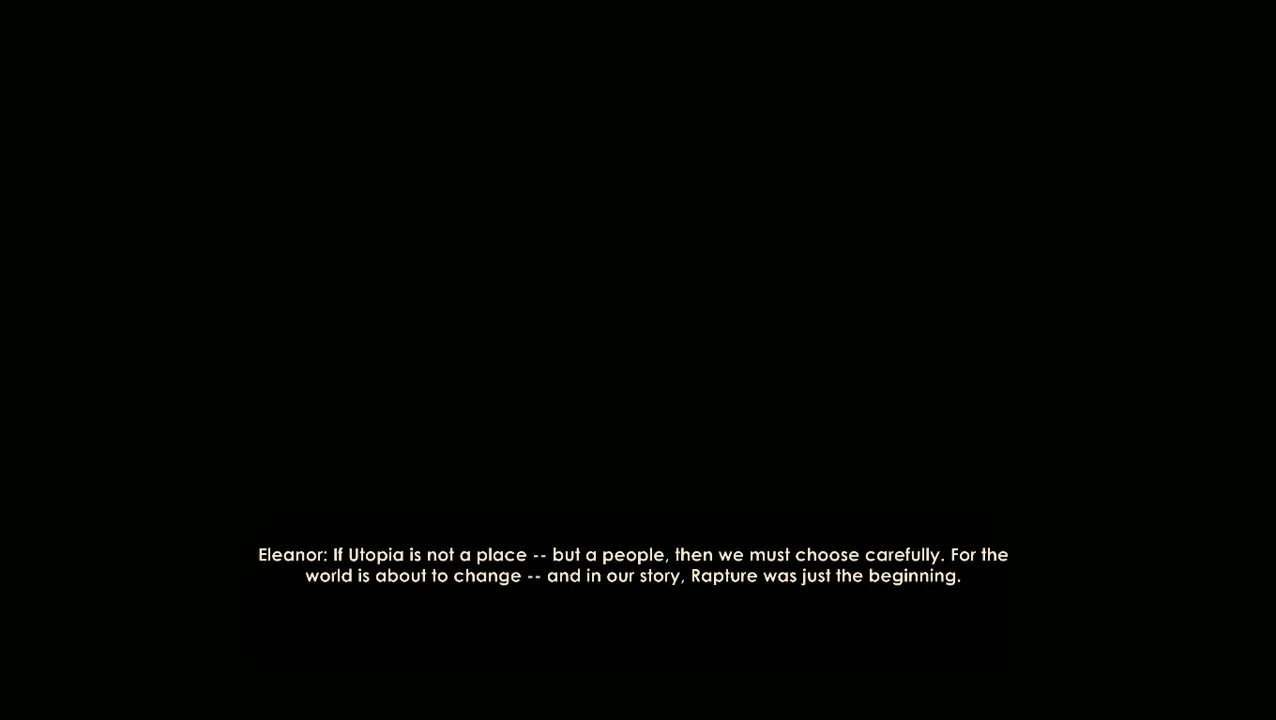 Eleanor: If Utopia is not a place -- but a people, then we must choose carefully. For the
world is about to change -- and in our story, Rapture was just the beginning.